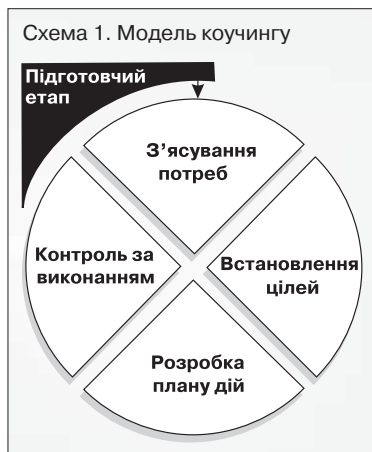 Схема 1. Модель коучингу
Підготовчий
етап
З’ясування
потреб
Встановлення
цілей
Розробка
плану дій
Контроль за
виконанням